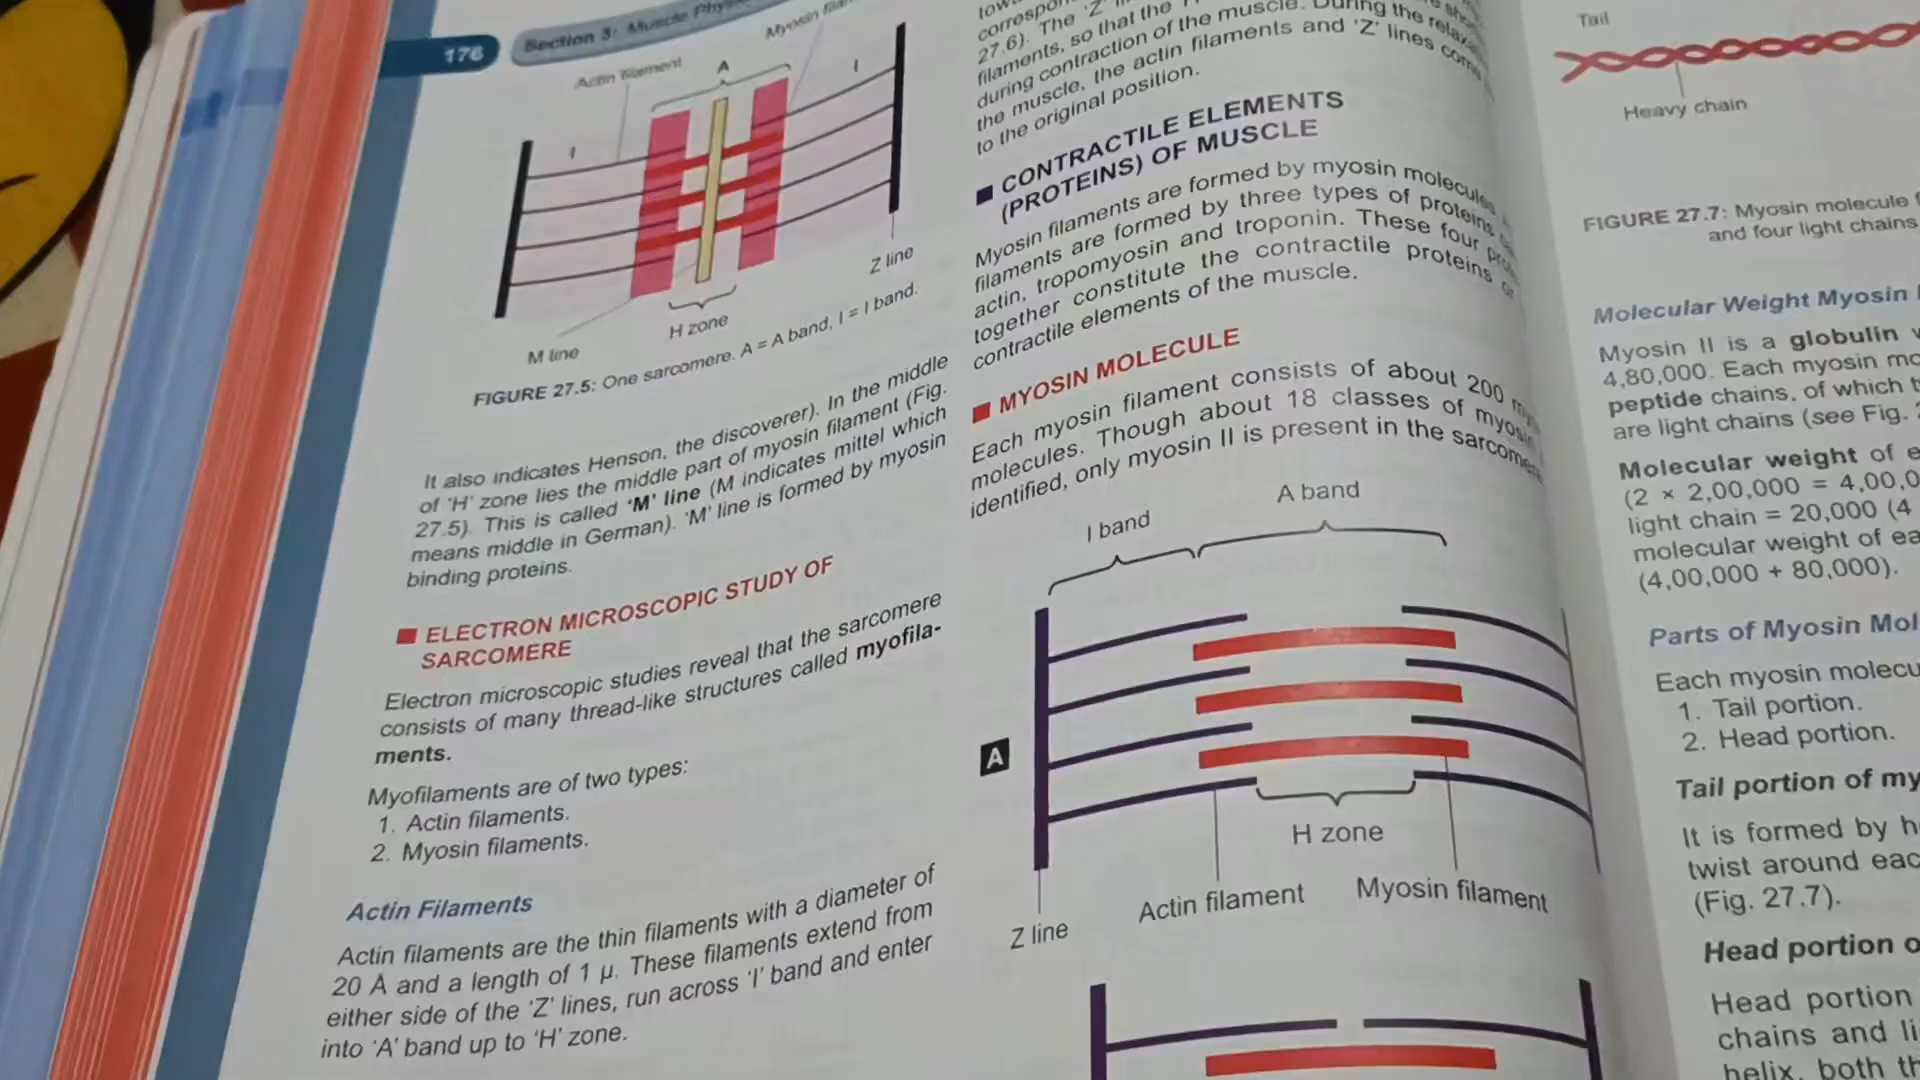 176
Section 3: Muscle
Actin filament
Myosin
A
I
I
Z line
H zone
M line
FIGURE 27.5: One sarcomere. A = A band, I = I band.
It also indicates Henson, the discoverer). In the middle
of 'H' zone lies the middle part of myosin filament (Fig.
27.5). This is called 'M' line (M indicates mittel which
means middle in German). 'M' line is formed by myosin
binding proteins.
ELECTRON MICROSCOPIC STUDY OF
SARCOMERE
Electron microscopic studies reveal that the sarcomere
consists of many thread-like structures called myofila-
ments.
Myofilaments are of two types:
1. Actin filaments.
2. Myosin filaments.
Actin Filaments
Actin filaments are the thin filaments with a diameter of
20 Å and a length of 1 µ. These filaments extend from
either side of the 'Z' lines, run across 'I' band and enter
into 'A' band up to 'H' zone.
27.6). The 'Z'
filaments, so that the
during contraction of the muscle. During the
the muscle, the actin filaments and 'Z' lines come
to the original position.
CONTRACTILE ELEMENTS
(PROTEINS) OF MUSCLE
Myosin filaments are formed by myosin molecules
filaments are formed by three types of proteins
actin, tropomyosin and troponin. These four
together constitute the contractile proteins or
contractile elements of the muscle.
MYOSIN MOLECULE
Each myosin filament consists of about 200
molecules. Though about 18 classes of
identified, only myosin II is present in the
I band
A band
A
H zone
Actin filament
Myosin filament
Z line
Tail
Heavy chain
FIGURE 27.7: Myosin molecule
and four light chains
Molecular Weight Myosin
Myosin II is a globulin
4,80,000. Each myosin
peptide chains, of which
are light chains (see Fig.
Molecular weight of
(2 × 2,00,000 = 4,00,0
light chain = 20,000 (4
molecular weight of
(4,00,000 + 80,000).
Parts of Myosin
Each myosin
1. Tail portion.
2. Head portion.
Tail portion of
It is formed by
twist around
(Fig. 27.7).
Head portion
Head portion
chains and
helix, both